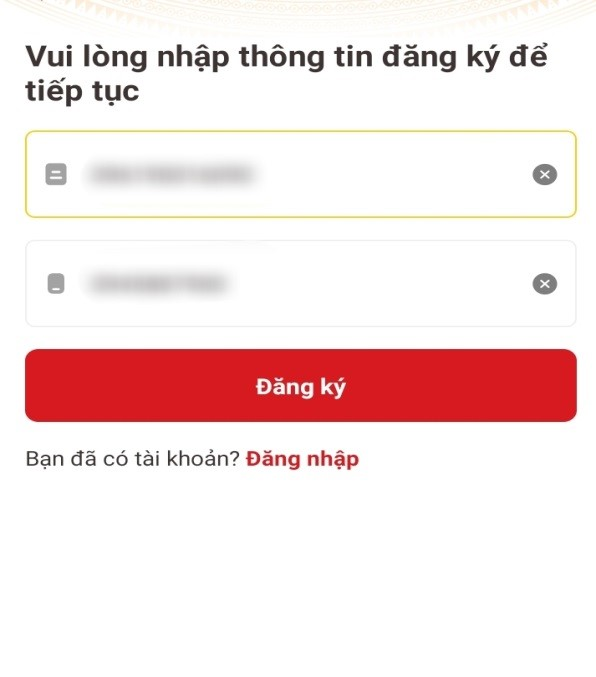 Vui lòng nhập thông tin đăng ký để
tiếp tục
Đăng ký
Bạn đã có tài khoản? Đăng nhập